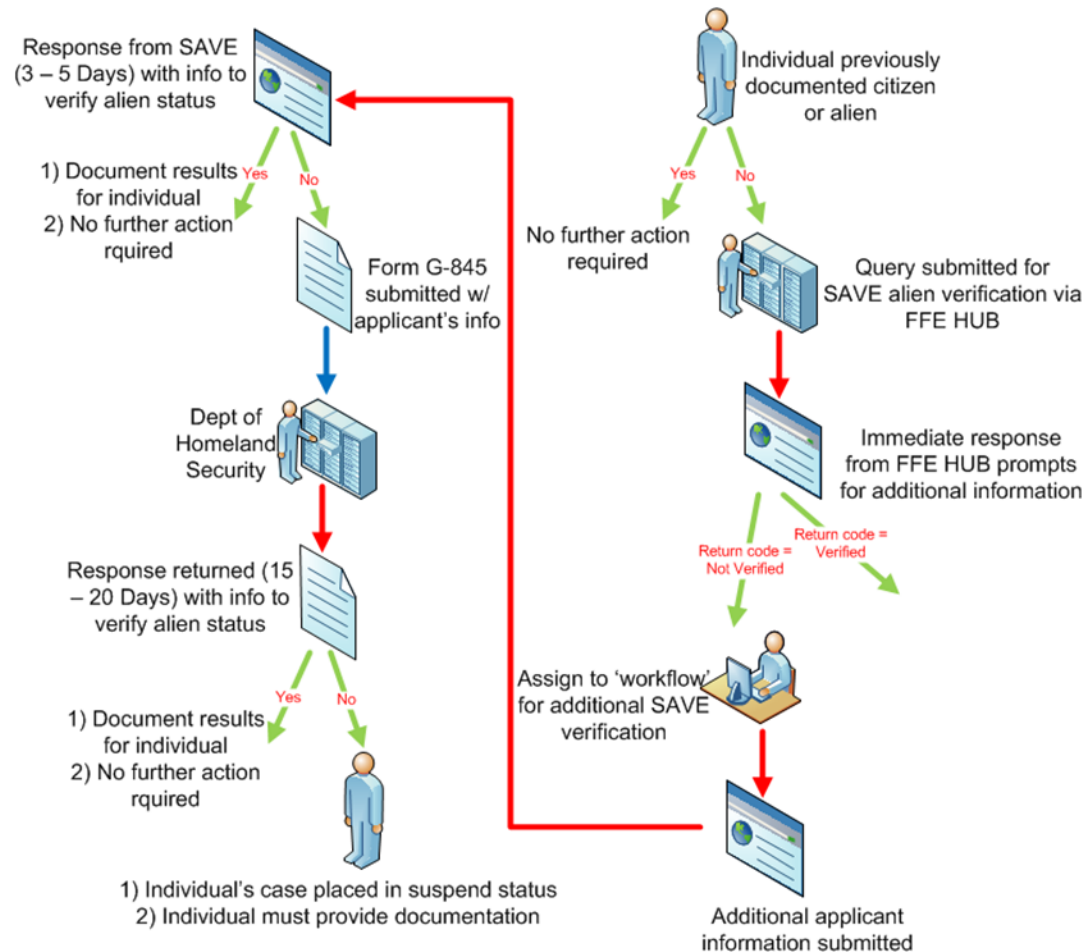 Response from SAVE
(3 – 5 Days) with info to
verify alien status
Yes
No
1) Document results
for individual
2) No further action
rquired
Form G-845
submitted w/
applicant's info
Dept of
Homeland
Security
Response returned (15
– 20 Days) with info to
verify alien status
Yes
No
1) Document results
for individual
2) No further action
rquired
1) Individual's case placed in suspend status
2) Individual must provide documentation
Individual previously
documented citizen
or alien
Yes
No
No further action
required
Query submitted for
SAVE alien verification via
FFE HUB
Immediate response
from FFE HUB prompts
for additional information
Return code =
Not Verified
Return code =
Verified
Assign to 'workflow'
for additional SAVE
verification
Additional applicant
information submitted